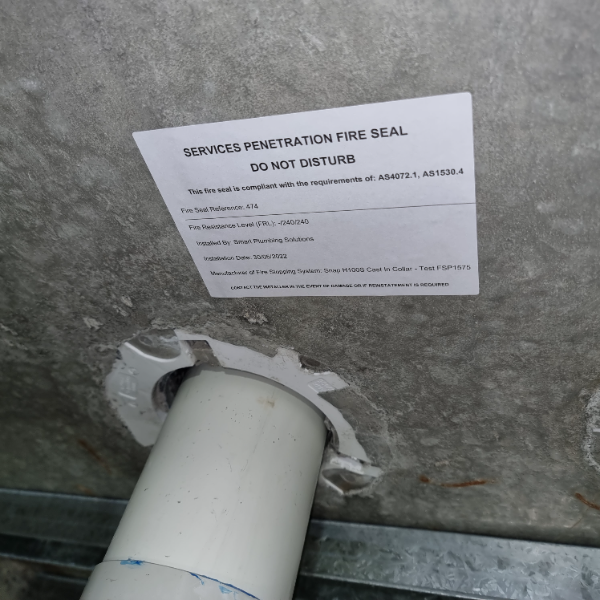 SERVICES PENETRATION FIRE SEAL
DO NOT DISTURB
This fire seal is compliant with the requirements of: AS4072.1, AS1530.4
Fire Seal Reference: 474
Fire Resistance Level (FRL): -/240/240
Installed By: Smart Plumbing Solutions
Installation Date: 30/05/2022
Manufacturer of Fire Stopping System: Snap H100S Cast In Collar - Test FSP1575
CONTACT THE INSTALLER IN THE EVENT OF DAMAGE OR IF REINSTATEMENT IS REQUIRED